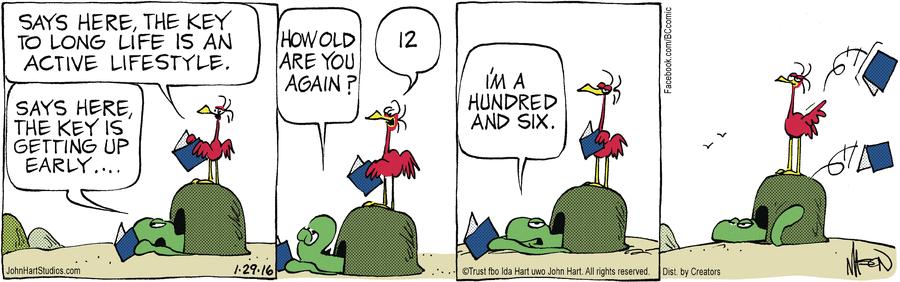 SAYS HERE, THE KEY
TO LONG LIFE IS AN
ACTIVE LIFESTYLE.
SAYS HERE,
THE KEY IS
GETTING UP
EARLY....
JohnHartStudios.com
1·29·16
HOW OLD
ARE YOU
AGAIN?
12
I'M A
HUNDRED
AND SIX.
©Trust fbo Ida Hart uwo John Hart. All rights reserved.
Facebook.com/BCcomic
Dist. by Creators
MASON